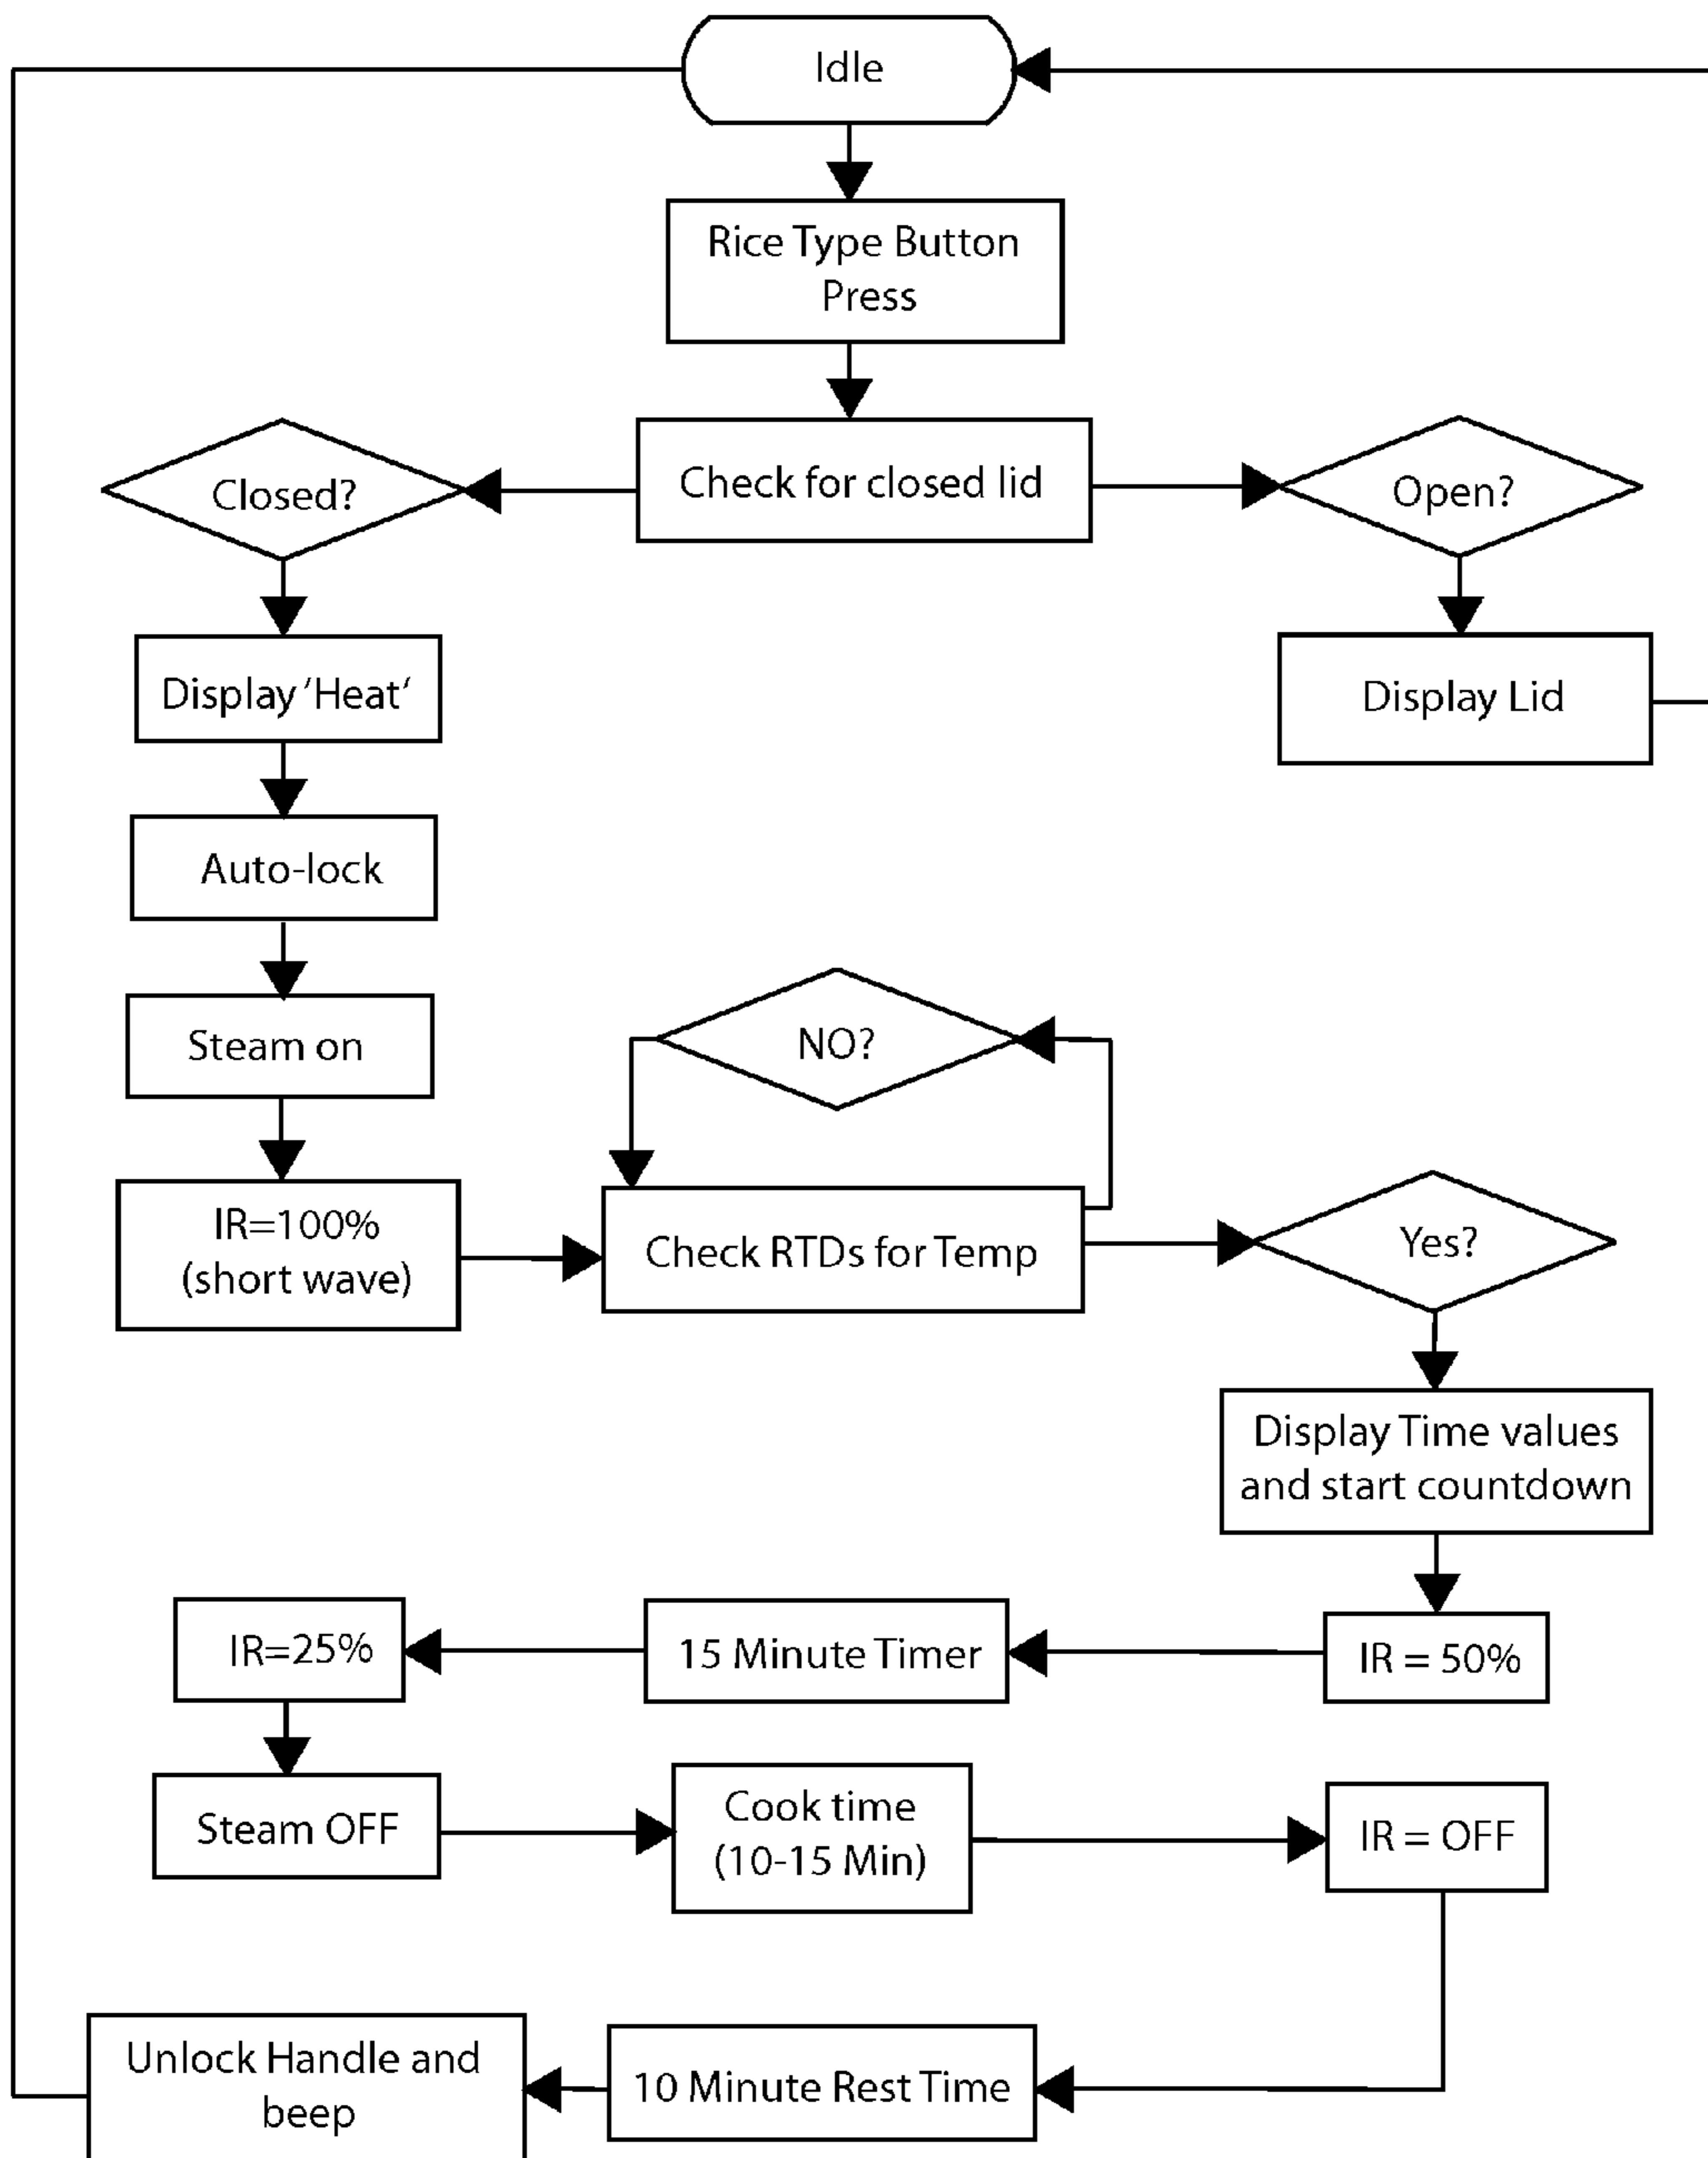 Idle
Rice Type Button
Press
Check for closed lid
Closed?
Open?
Display 'Heat'
Display Lid
Auto-lock
Steam on
NO?
IR=100%
(short wave)
Check RTDs for Temp
Yes?
Display Time values
and start countdown
IR = 50%
15 Minute Timer
IR=25%
Steam OFF
Cook time
(10-15 Min)
IR = OFF
10 Minute Rest Time
Unlock Handle and
beep